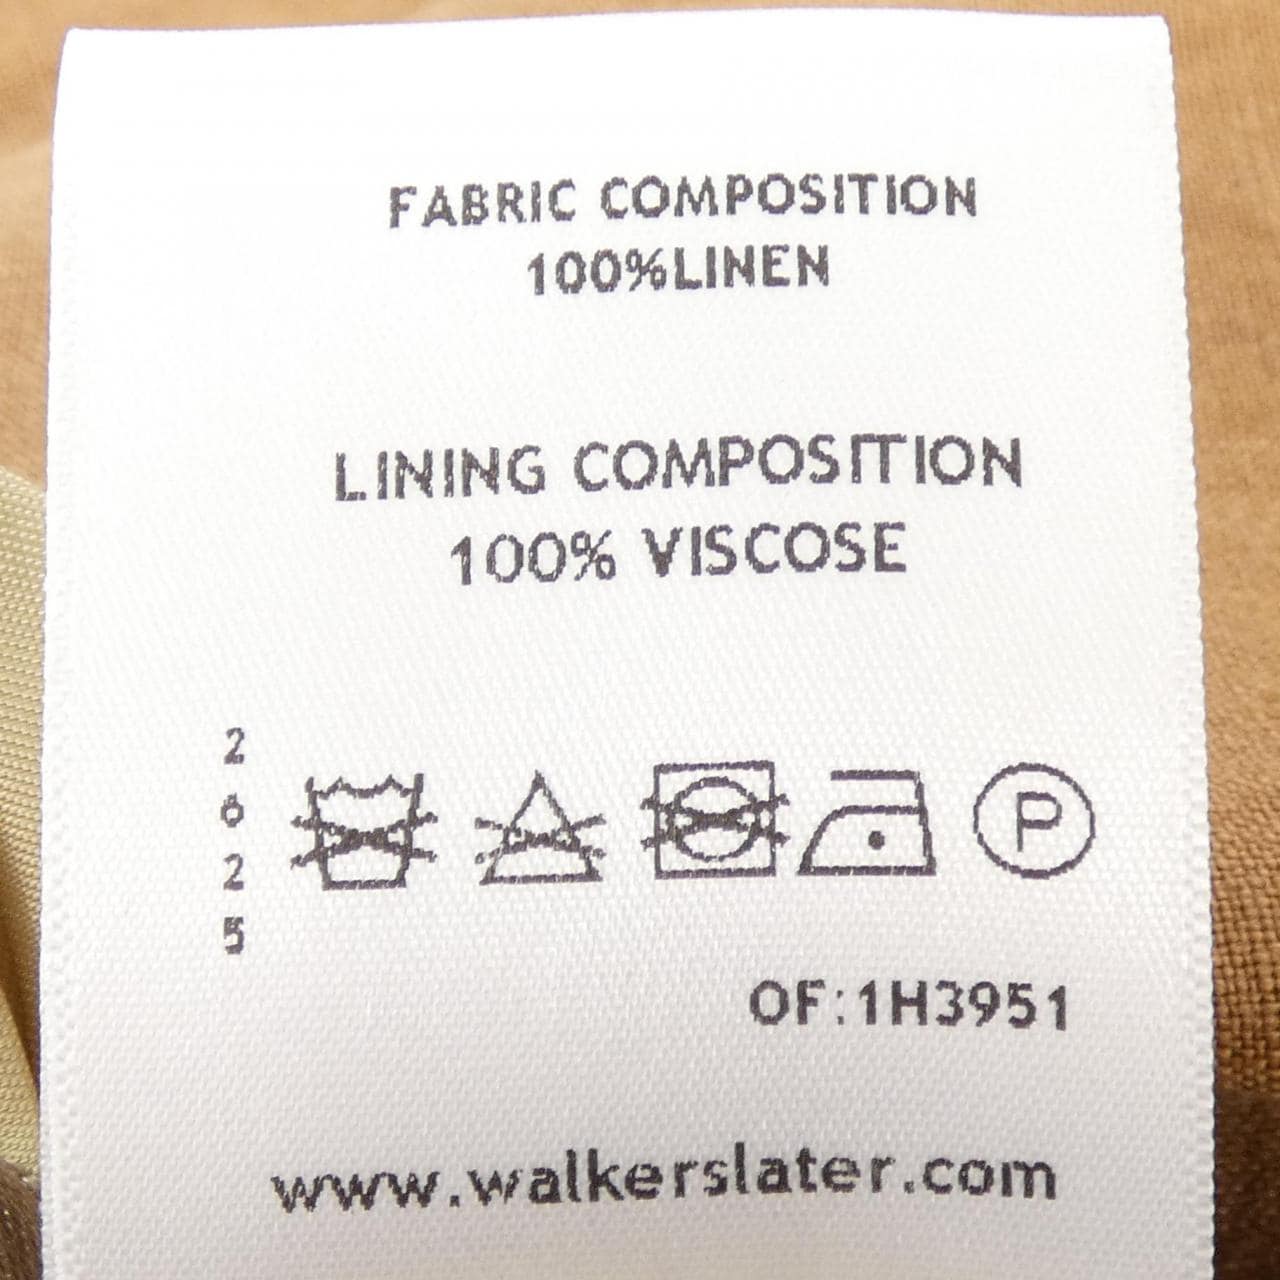 FABRIC COMPOSITION
100%LINEN
LINING COMPOSITION
100% VISCOSE
2
6
2
5
P
OF:1H3951
www.walkerslater.com